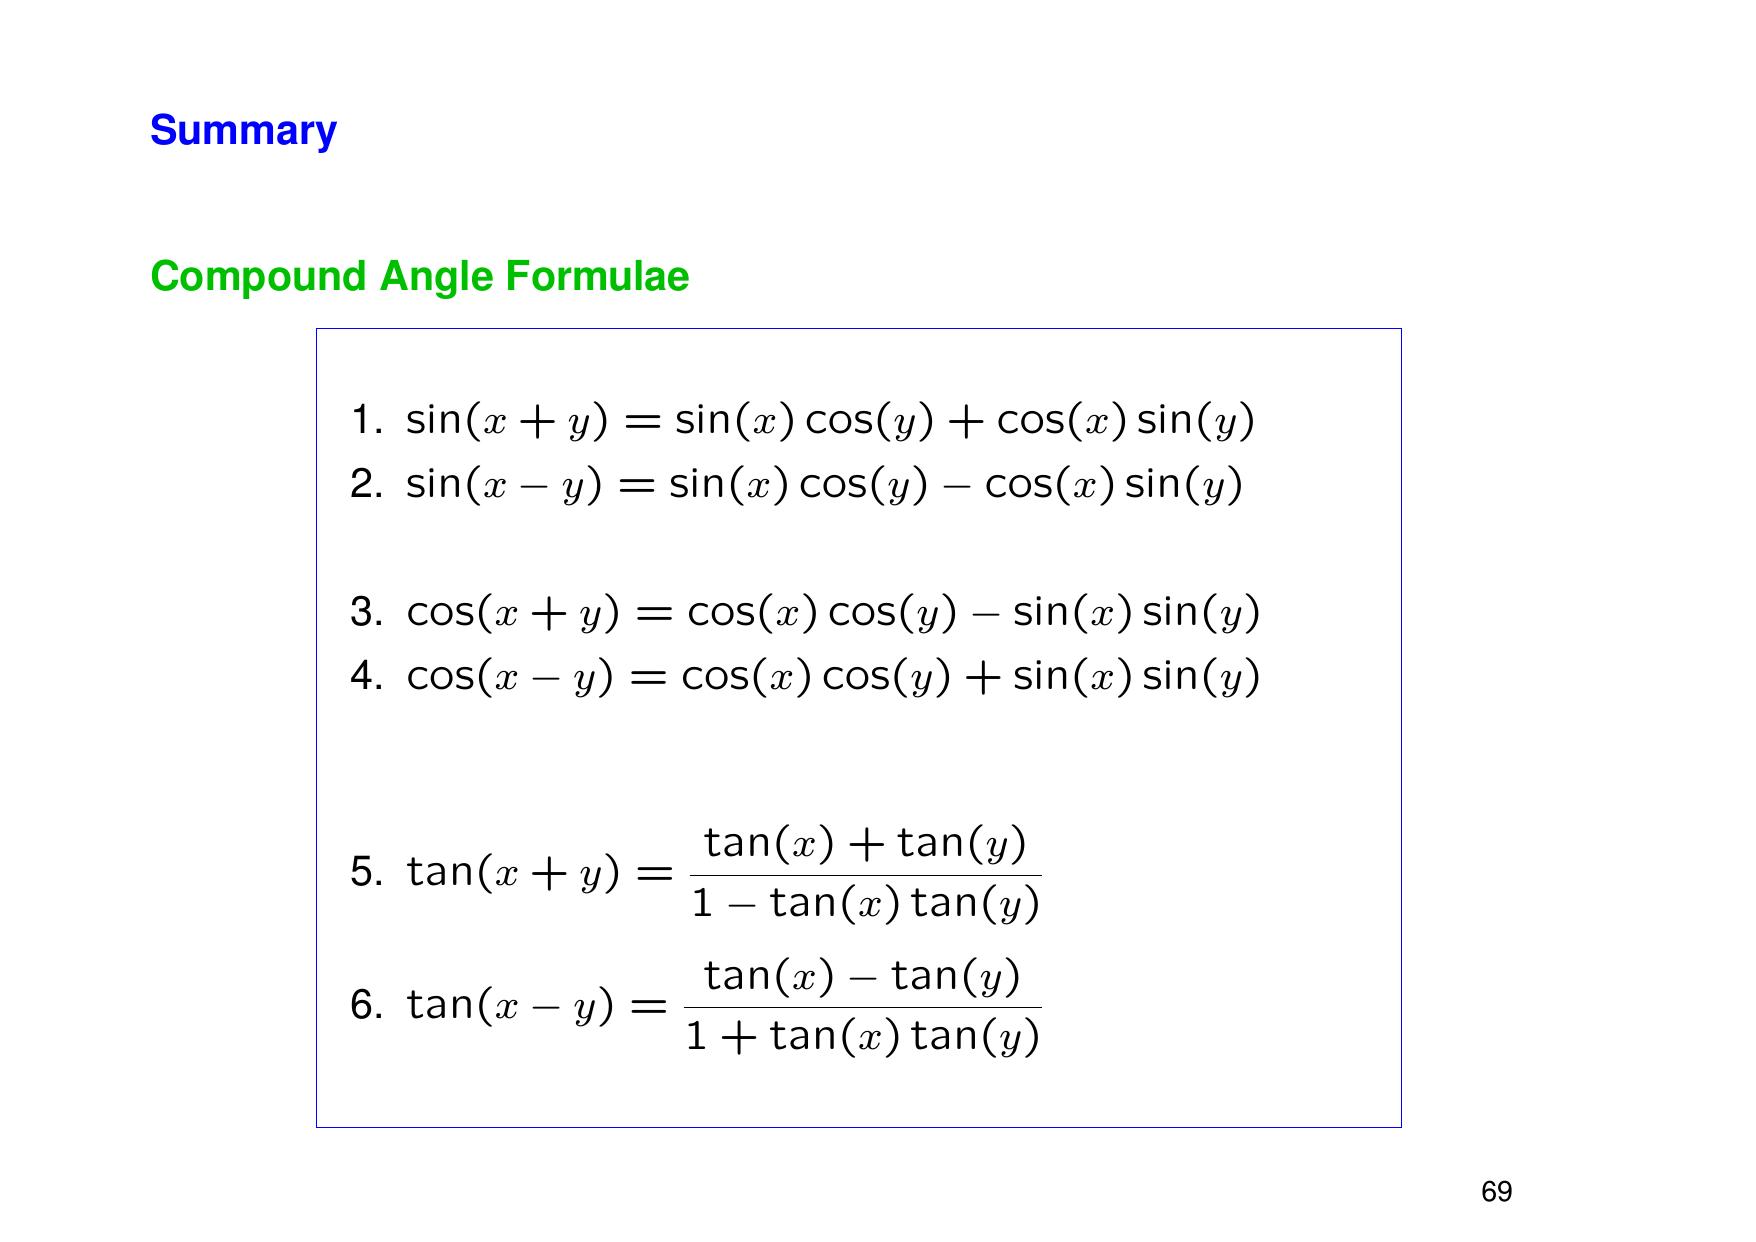 Summary
Compound Angle Formulae
1. sin(x + y) = sin(x) cos(y) + cos(x) sin(y)
2. sin(x − y) = sin(x) cos(y) − cos(x) sin(y)
3. cos(x + y) = cos(x) cos(y) − sin(x) sin(y)
4. cos(x − y) = cos(x) cos(y) + sin(x) sin(y)
5. tan(x + y) = (tan(x) + tan(y)) / (1 − tan(x) tan(y))
6. tan(x − y) = (tan(x) − tan(y)) / (1 + tan(x) tan(y))
69